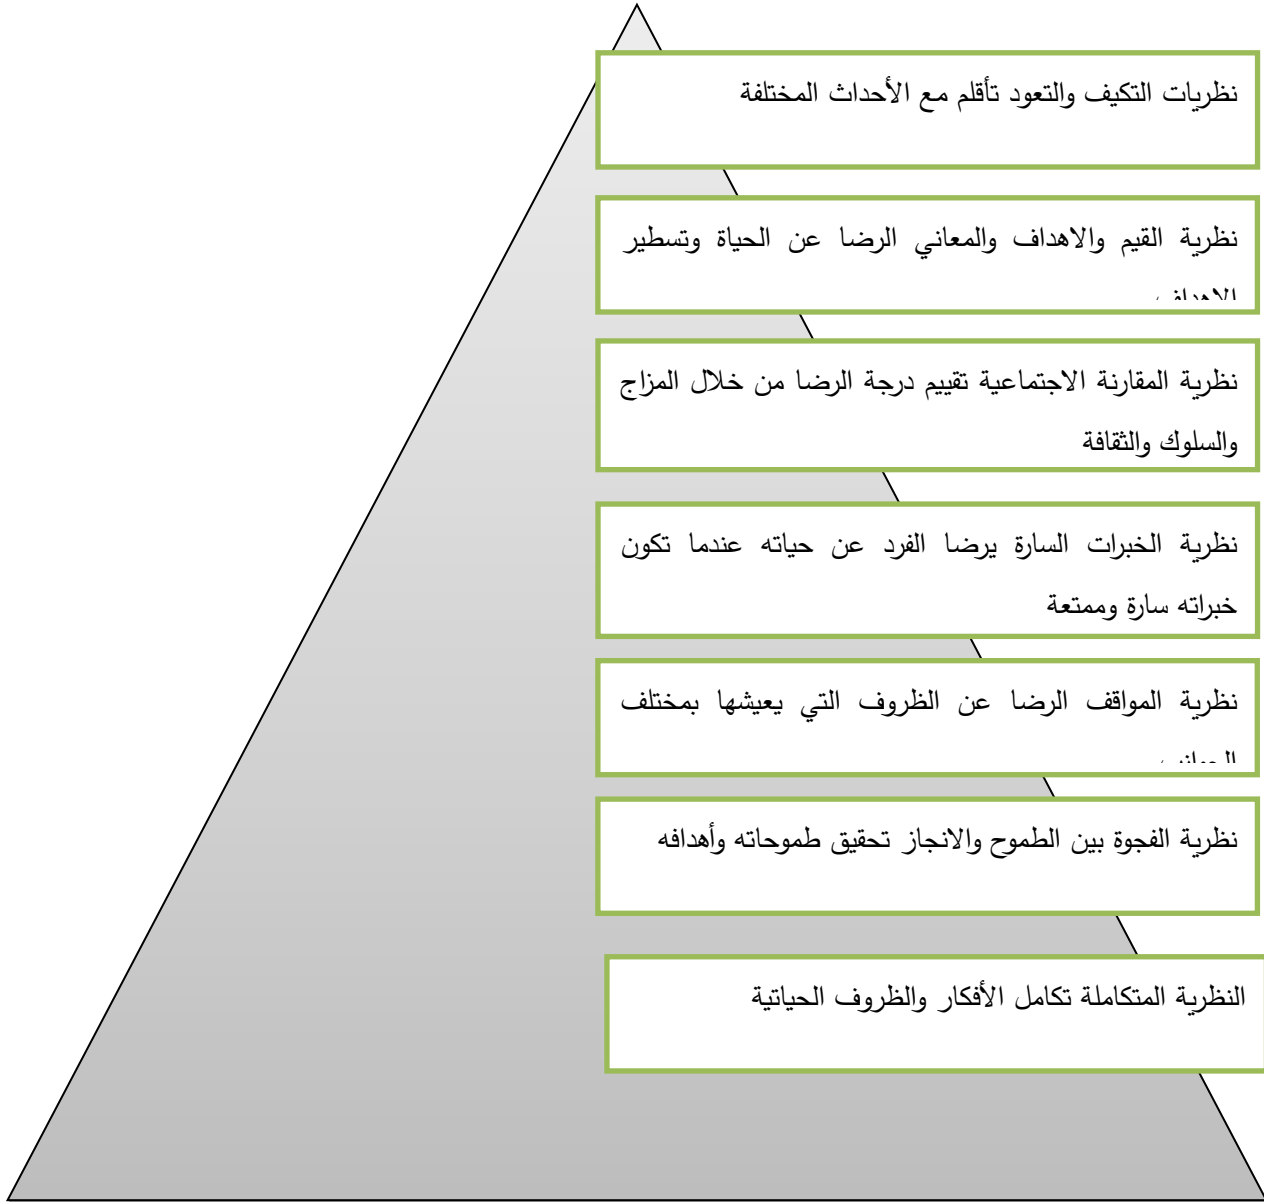 نظريات التكيف والتعود تأقلم مع الأحداث المختلفة
نظرية القيم والاهداف والمعاني الرضا عن الحياة وتسطير
نظرية المقارنة الاجتماعية تقييم درجة الرضا من خلال المزاج
والسلوك والثقافة
نظرية الخبرات السارة يرضا الفرد عن حياته عندما تكون
خبراته سارة وممتعة
نظرية المواقف الرضا عن الظروف التي يعيشها بمختلف
نظرية الفجوة بين الطموح والانجاز تحقيق طموحاته وأهدافه
النظرية المتكاملة تكامل الأفكار والظروف الحياتية